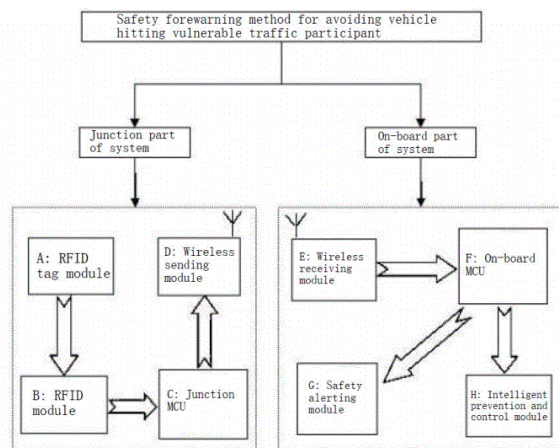 Safety forewarning method for avoiding vehicle
hitting vulnerable traffic participant
Junction part
of system
On-board part
of system
A: RFID
tag module
D: Wireless
sending
module
E: Wireless
receiving
module
F: On-board
MCU
B: RFID
module
C: Junction
MCU
G: Safety
alerting
module
H: Intelligent
prevention and
control module